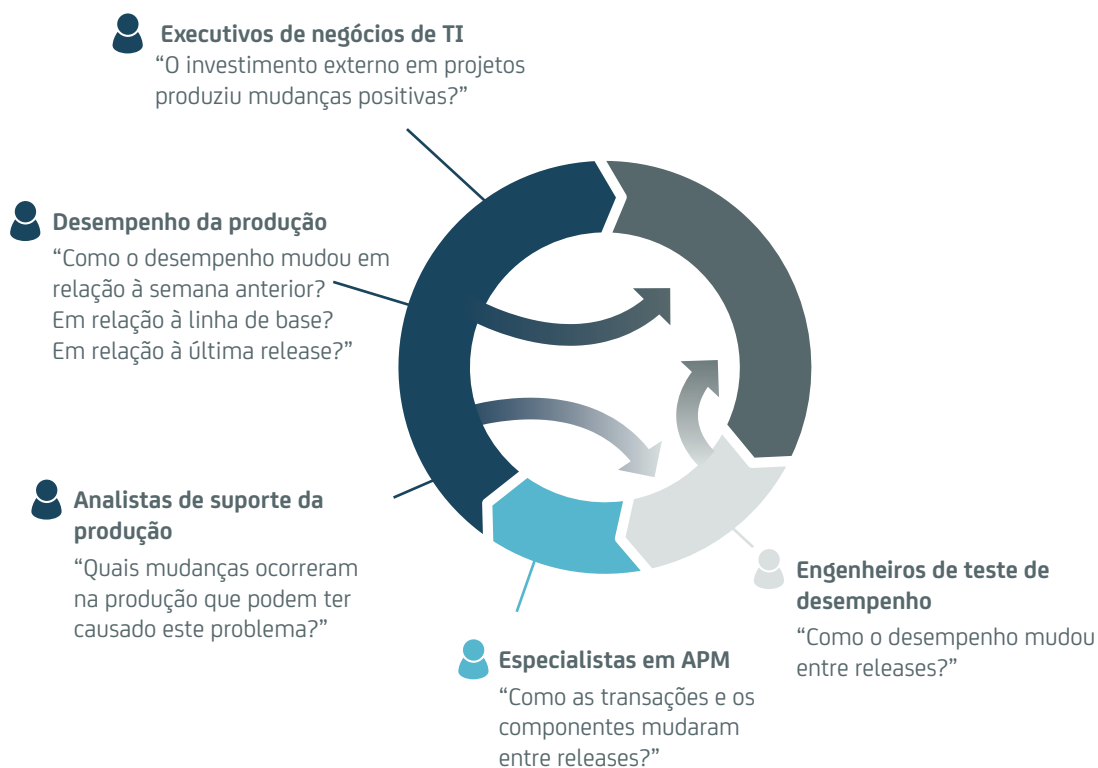 Executivos de negócios de TI
“O investimento externo em projetos
produziu mudanças positivas?”
Desempenho da produção
“Como o desempenho mudou em
relação à semana anterior?
Em relação à linha de base?
Em relação à última release?”
Analistas de suporte da
produção
“Quais mudanças ocorreram
na produção que podem ter
causado este problema?”
Especialistas em APM
“Como as transações e os
componentes mudaram
entre releases?”
Engenheiros de teste de
desempenho
“Como o desempenho mudou
entre releases?”